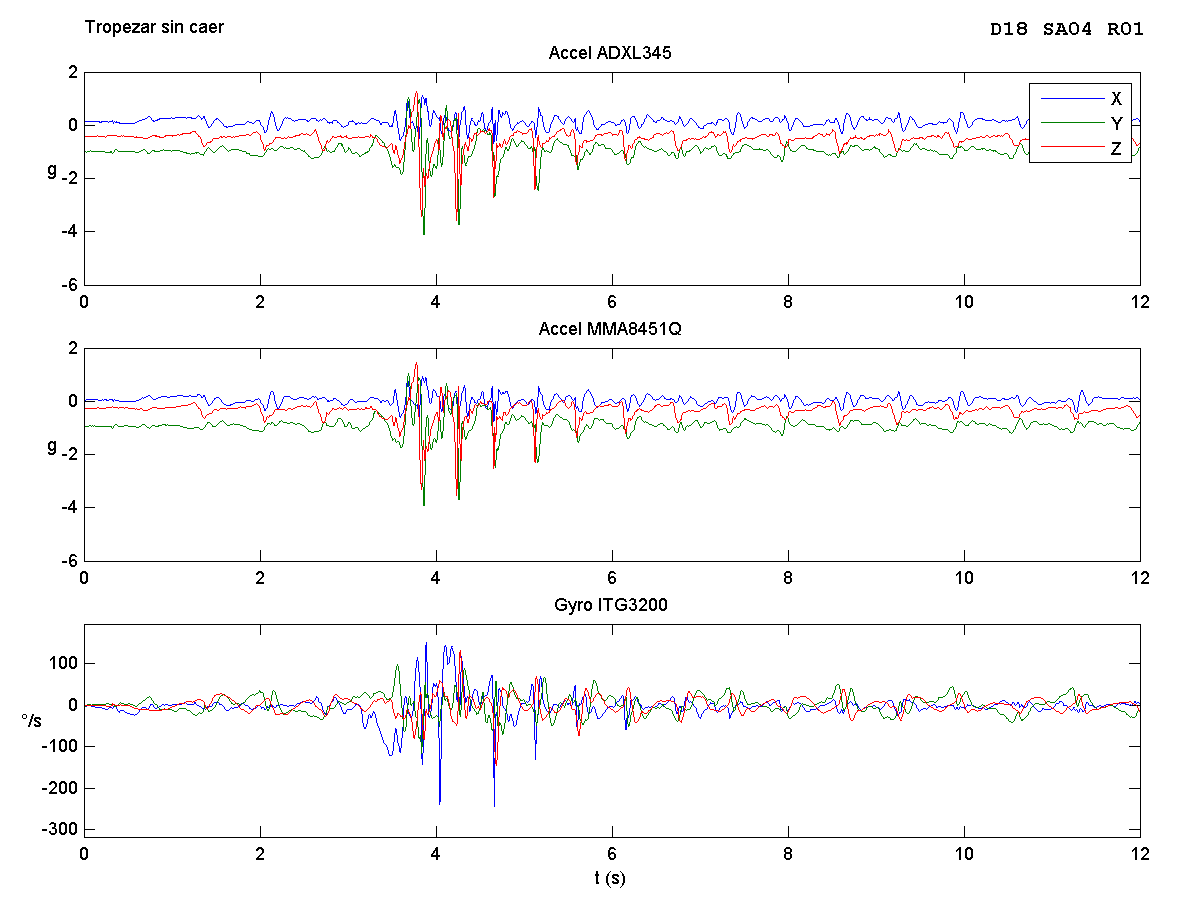 Tropezar sin caer
D18 SA04 R01
Accel ADXL345
2
0
-2
-4
-6
g
X
Y
Z
0 2 4 6 8 10 12
Accel MMA8451Q
2
0
-2
-4
-6
g
0 2 4 6 8 10 12
Gyro ITG3200
100
0
-100
-200
-300
°/s
0 2 4 6 8 10 12
t (s)